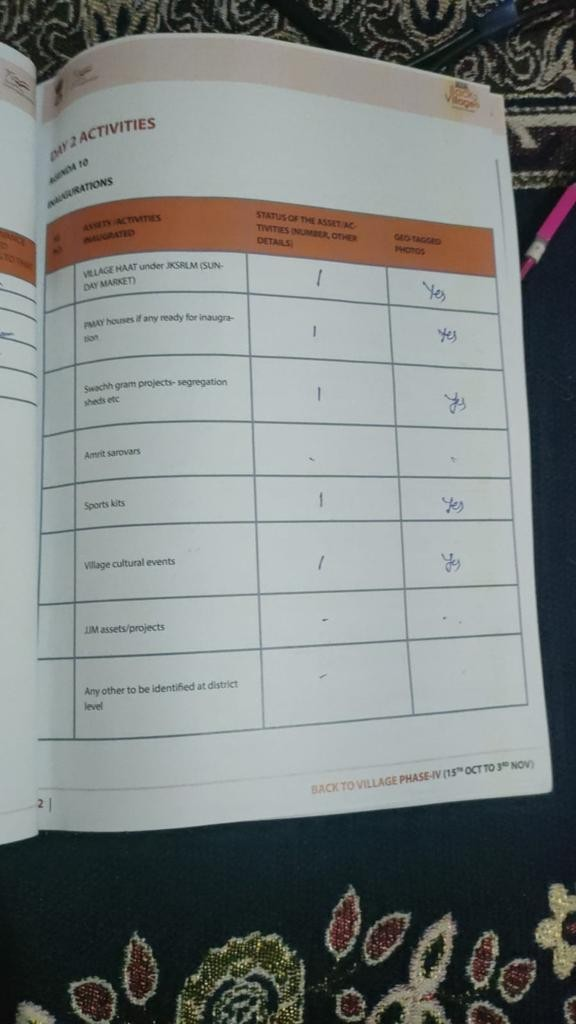 DAY 2 ACTIVITIES
AGENDA 10
INAUGURATIONS
ASSETS /ACTIVITIES
INAUGRATED
STATUS OF THE ASSET/AC-
TIVITIES (NUMBER, OTHER
DETAILS)
GEO-TAGGED
PHOTOS
VILLAGE HAAT under JKSRLM (SUN-
DAY MARKET)
1
Yes
PMAY houses if any ready for inaugra-
tion
1
Yes
Swachh gram projects- segregation
sheds etc
1
Yes
Amrit sarovars
-
-
Sports kits
1
Yes
Village cultural events
1
Yes
JJM assets/projects
-
-
Any other to be identified at district
level
-
2 |
BACK TO VILLAGE PHASE-IV (15TH OCT TO 3RD NOV)